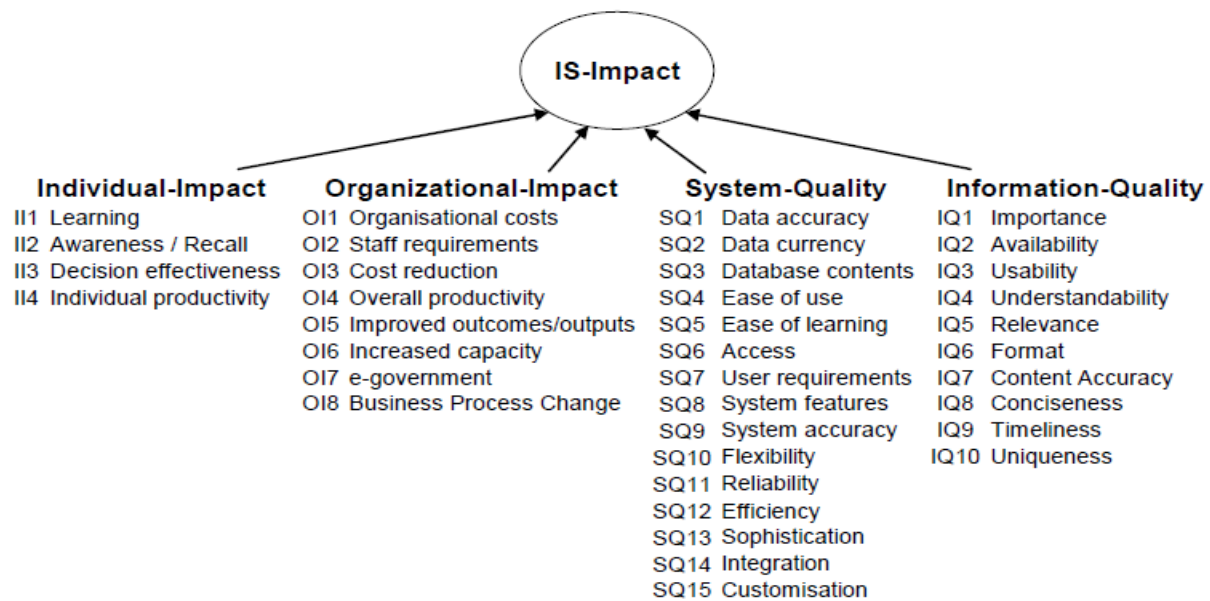 IS-Impact
Individual-Impact
II1 Learning
II2 Awareness / Recall
II3 Decision effectiveness
II4 Individual productivity
Organizational-Impact
OI1 Organisational costs
OI2 Staff requirements
OI3 Cost reduction
OI4 Overall productivity
OI5 Improved outcomes/outputs
OI6 Increased capacity
OI7 e-government
OI8 Business Process Change
System-Quality
SQ1 Data accuracy
SQ2 Data currency
SQ3 Database contents
SQ4 Ease of use
SQ5 Ease of learning
SQ6 Access
SQ7 User requirements
SQ8 System features
SQ9 System accuracy
SQ10 Flexibility
SQ11 Reliability
SQ12 Efficiency
SQ13 Sophistication
SQ14 Integration
SQ15 Customisation
Information-Quality
IQ1 Importance
IQ2 Availability
IQ3 Usability
IQ4 Understandability
IQ5 Relevance
IQ6 Format
IQ7 Content Accuracy
IQ8 Conciseness
IQ9 Timeliness
IQ10 Uniqueness